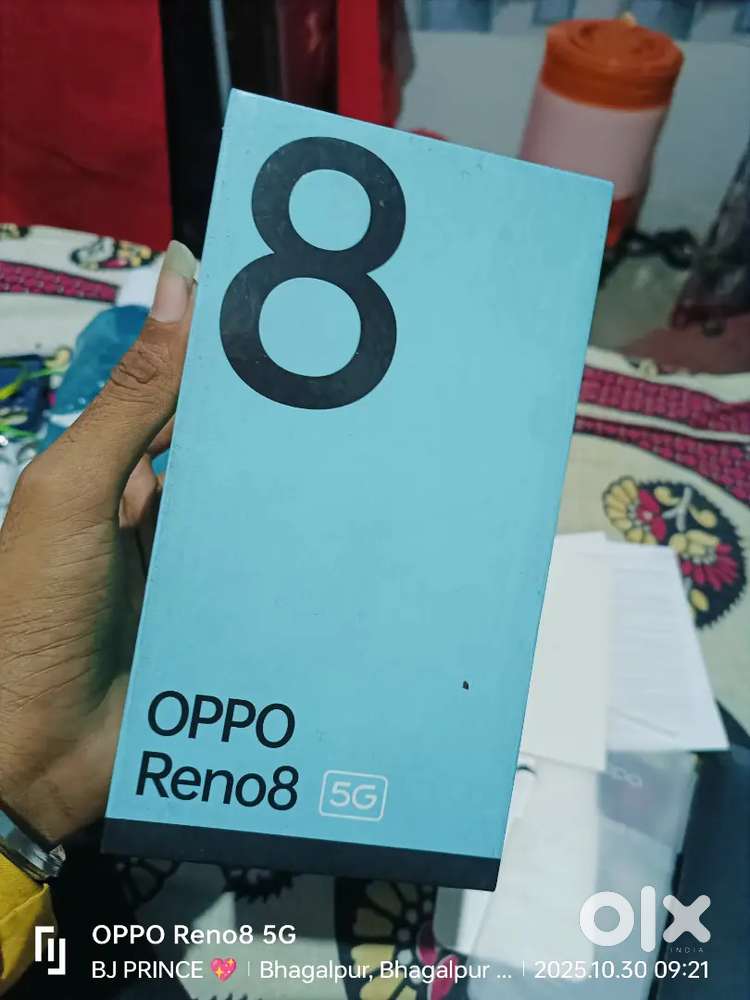 8
OPPO
Reno8 5G
olx
INDIA
OPPO Reno8 5G
BJ PRINCE 💖 | Bhagalpur, Bhagalpur ... | 2025.10.30 09:21